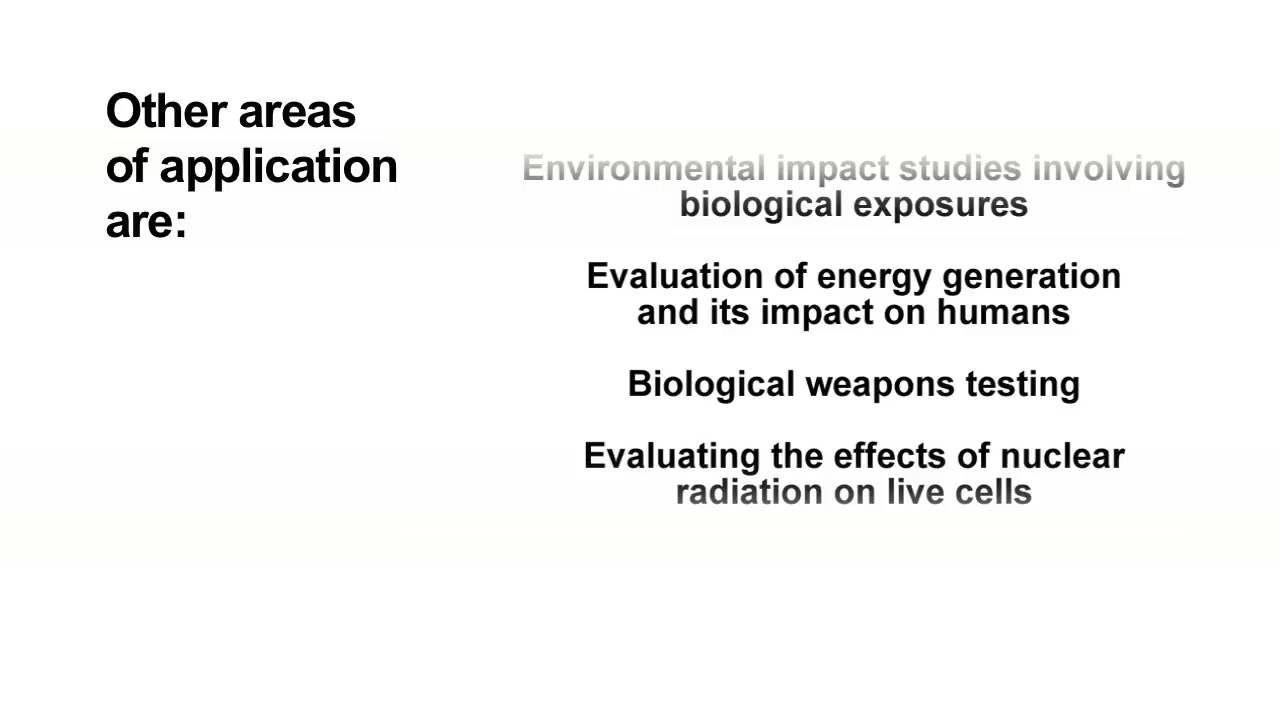 Other areas
of application
are:
Environmental impact studies involving
biological exposures
Evaluation of energy generation
and its impact on humans
Biological weapons testing
Evaluating the effects of nuclear
radiation on live cells